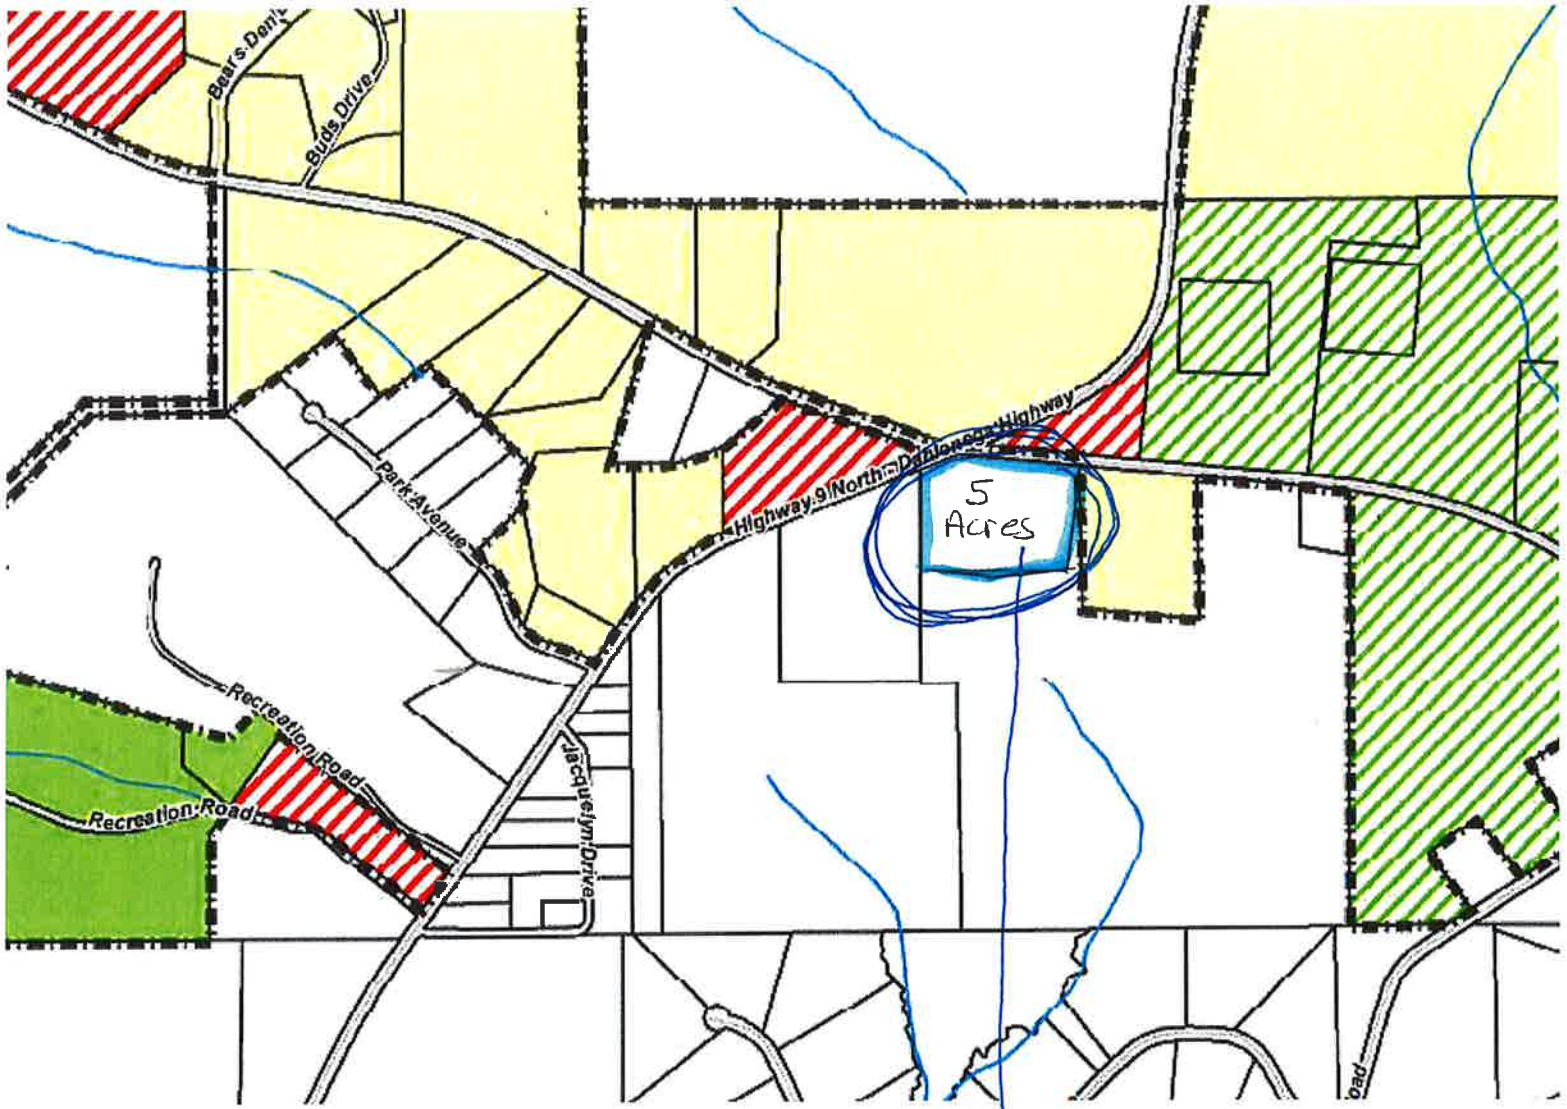 Bears Den
Buds Drive
Highway 9 North - Dahlonega Highway
5
Acres
Park Avenue
Recreation Road
Recreation Road
Jacquelyn Drive
oad